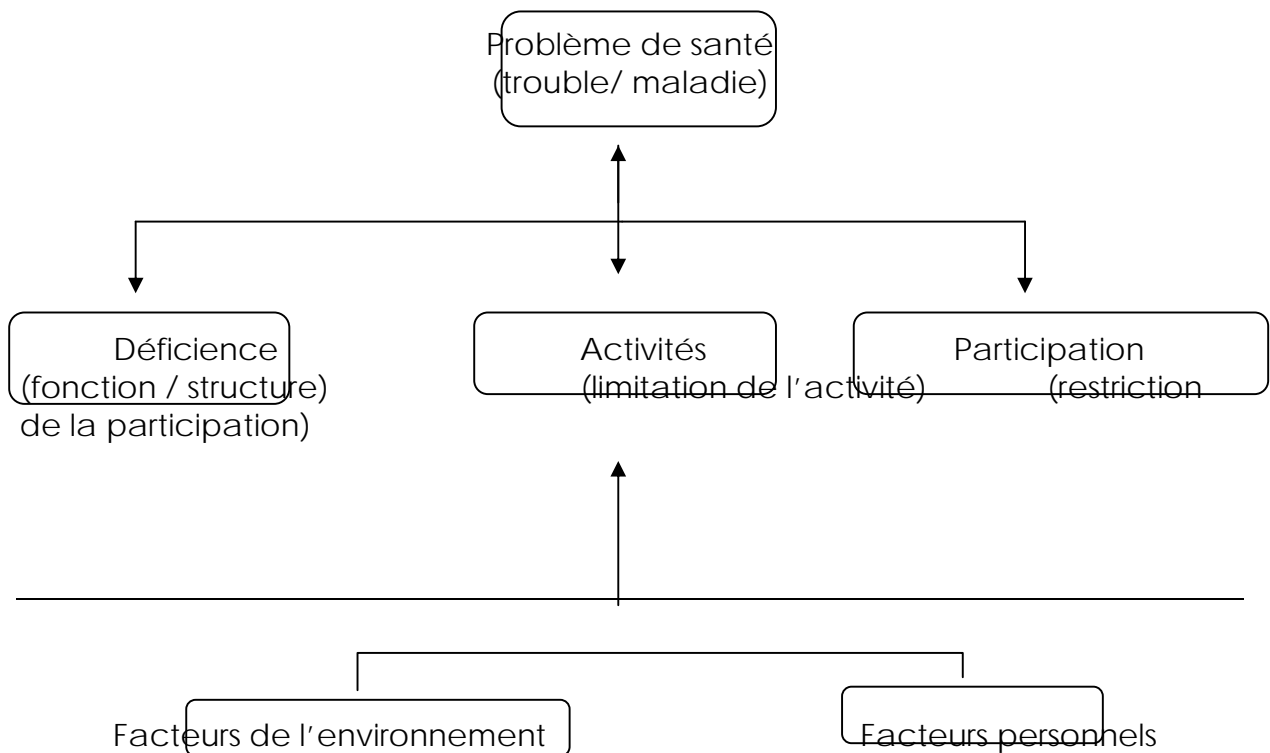 Problème de santé
(trouble/ maladie)
Déficience Activités Participation
(fonction / structure) (limitation de l'activité) (restriction
de la participation)
Facteurs de l'environnement Facteurs personnels